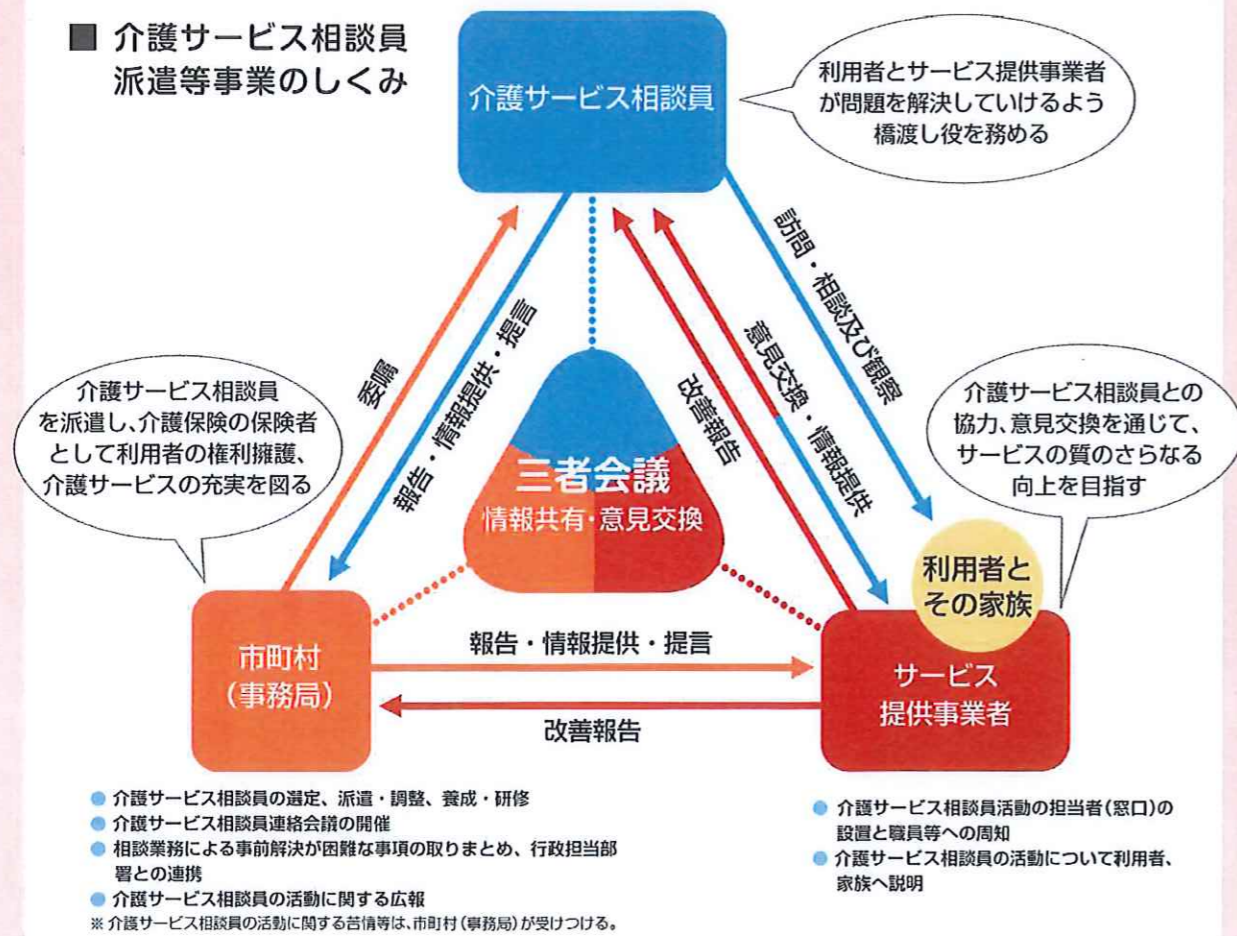 ■ 介護サービス相談員
派遣等事業のしくみ
介護サービス相談員
利用者とサービス提供事業者
が問題を解決していけるよう
橋渡し役を務める
委嘱
報告・情報提供・提言
改善報告
意見交換・情報提供
訪問・相談及び観察
介護サービス相談員
を派遣し、介護保険の保険者
として利用者の権利擁護、
介護サービスの充実を図る
三者会議
情報共有・意見交換
介護サービス相談員との
協力、意見交換を通じて、
サービスの質のさらなる
向上を目指す
利用者と
その家族
市町村
（事務局）
報告・情報提供・提言
改善報告
サービス
提供事業者
● 介護サービス相談員の選定、派遣・調整、養成・研修
● 介護サービス相談員連絡会議の開催
● 相談業務による事前解決が困難な事項の取りまとめ、行政担当部
署との連携
● 介護サービス相談員の活動に関する広報
※ 介護サービス相談員の活動に関する苦情等は、市町村（事務局）が受けつける。
● 介護サービス相談員活動の担当者（窓口）の
設置と職員等への周知
● 介護サービス相談員の活動について利用者、
家族へ説明